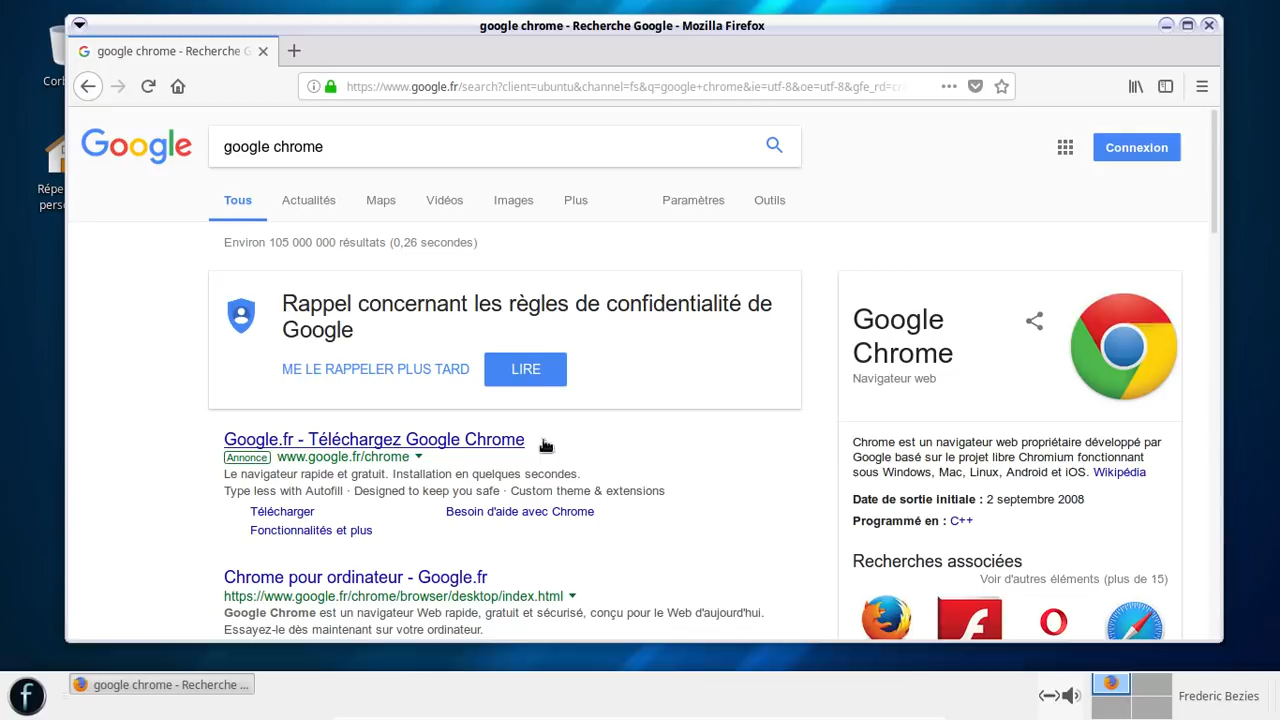 google chrome - Recherche Google - Mozilla Firefox
google chrome - Recherche G
https://www.google.fr/search?client=ubuntu&channel=fs&q=google+chrome&ie=utf-8&oe=utf-8&gfe_rd=cr
Google
google chrome
Connexion
Tous Actualités Maps Vidéos Images Plus Paramètres Outils
Environ 105 000 000 résultats (0,26 secondes)
Rappel concernant les règles de confidentialité de
Google
ME LE RAPPELER PLUS TARD LIRE
Google.fr - Téléchargez Google Chrome
Annonce www.google.fr/chrome
Le navigateur rapide et gratuit. Installation en quelques secondes.
Type less with Autofill · Designed to keep you safe · Custom theme & extensions
Télécharger Besoin d'aide avec Chrome
Fonctionnalités et plus
Chrome pour ordinateur - Google.fr
https://www.google.fr/chrome/browser/desktop/index.html
Google Chrome est un navigateur Web rapide, gratuit et sécurisé, conçu pour le Web d'aujourd'hui.
Essayez-le dès maintenant sur votre ordinateur.
Google
Chrome
Navigateur web
Chrome est un navigateur web propriétaire développé par
Google basé sur le projet libre Chromium fonctionnant
sous Windows, Mac, Linux, Android et iOS. Wikipédia
Date de sortie initiale : 2 septembre 2008
Programmé en : C++
Recherches associées
Voir d'autres éléments (plus de 15)
Corb
Répe
perso
google chrome - Recherche ...
Frederic Bezies